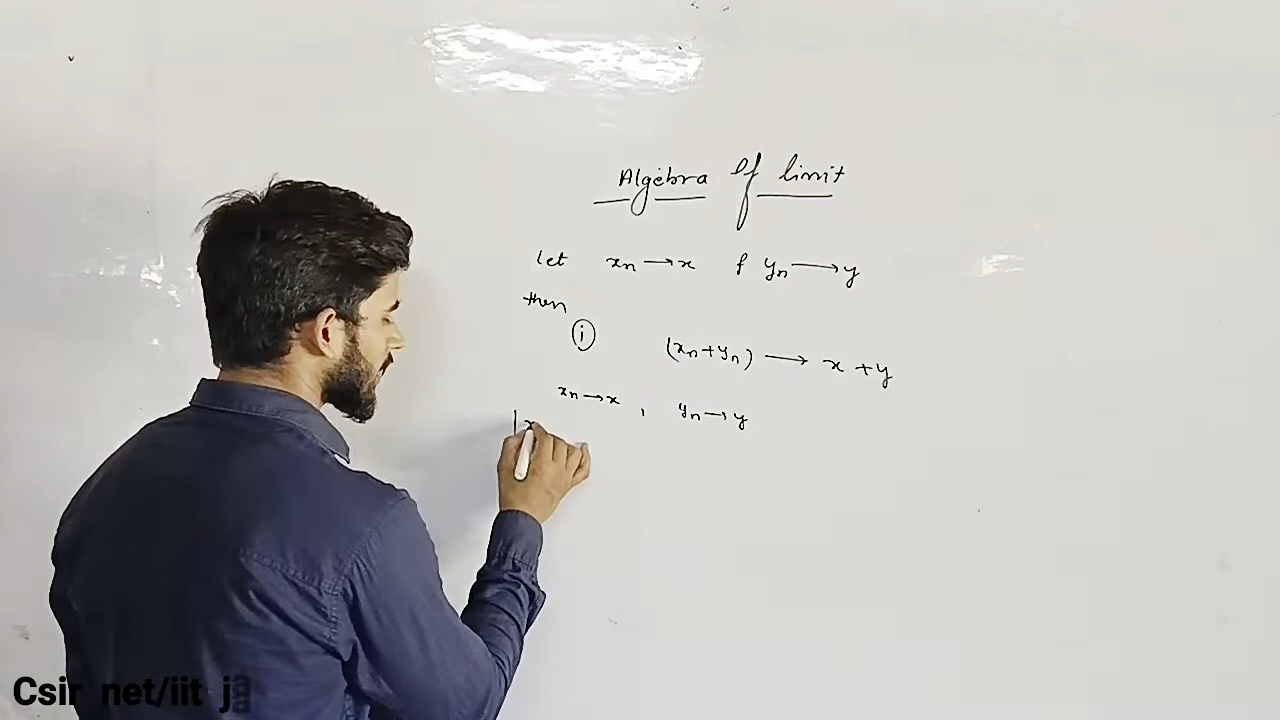 Algebra Of limit
let xₙ → x & yₙ → y
then
(i) (xₙ + yₙ) → x + y
xₙ → x , yₙ → y
|x
Csir net/iit ja